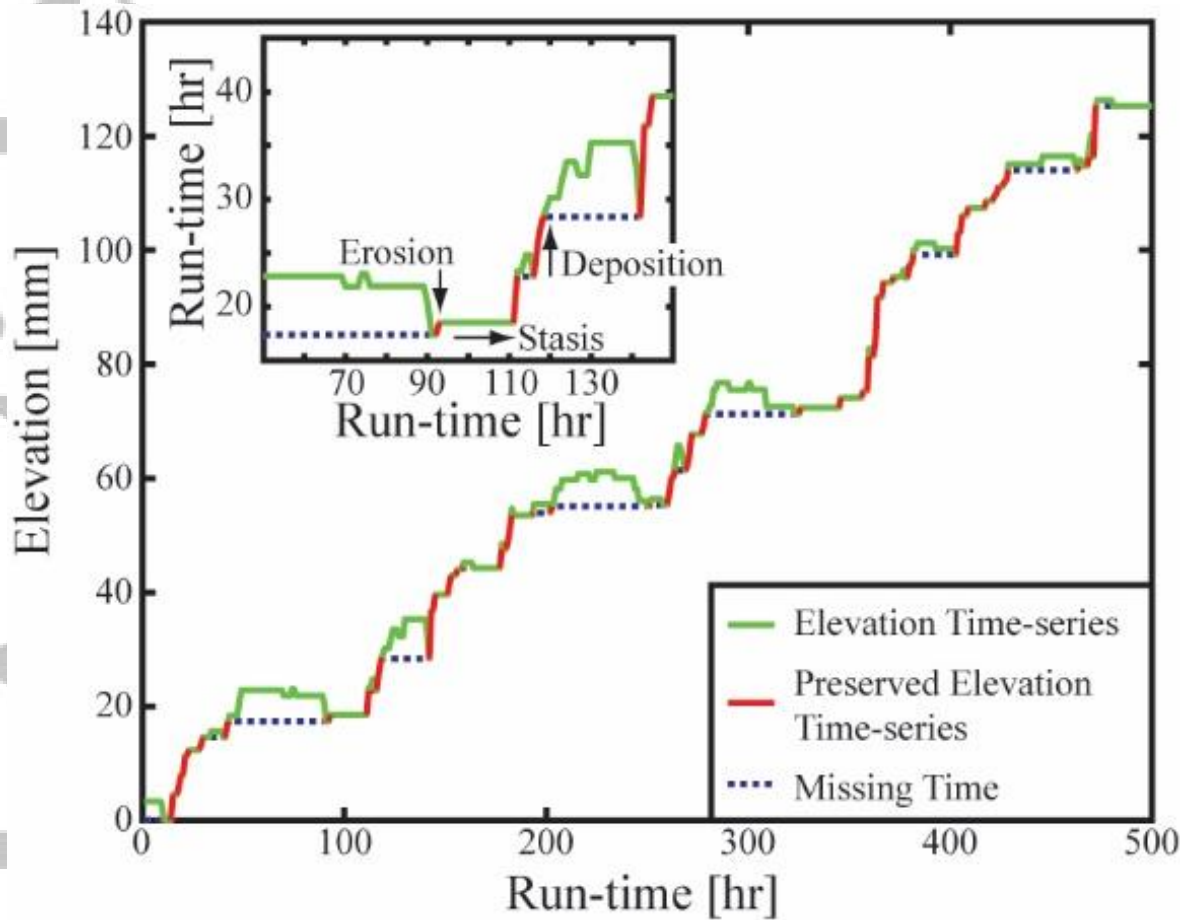 140
120
100
80
60
40
20
0
Elevation [mm]
0 100 200 300 400 500
Run-time [hr]
40
30
20
Run-time [hr]
70 90 110 130
Run-time [hr]
Erosion
Deposition
Stasis
Elevation Time-series
Preserved Elevation
Time-series
Missing Time